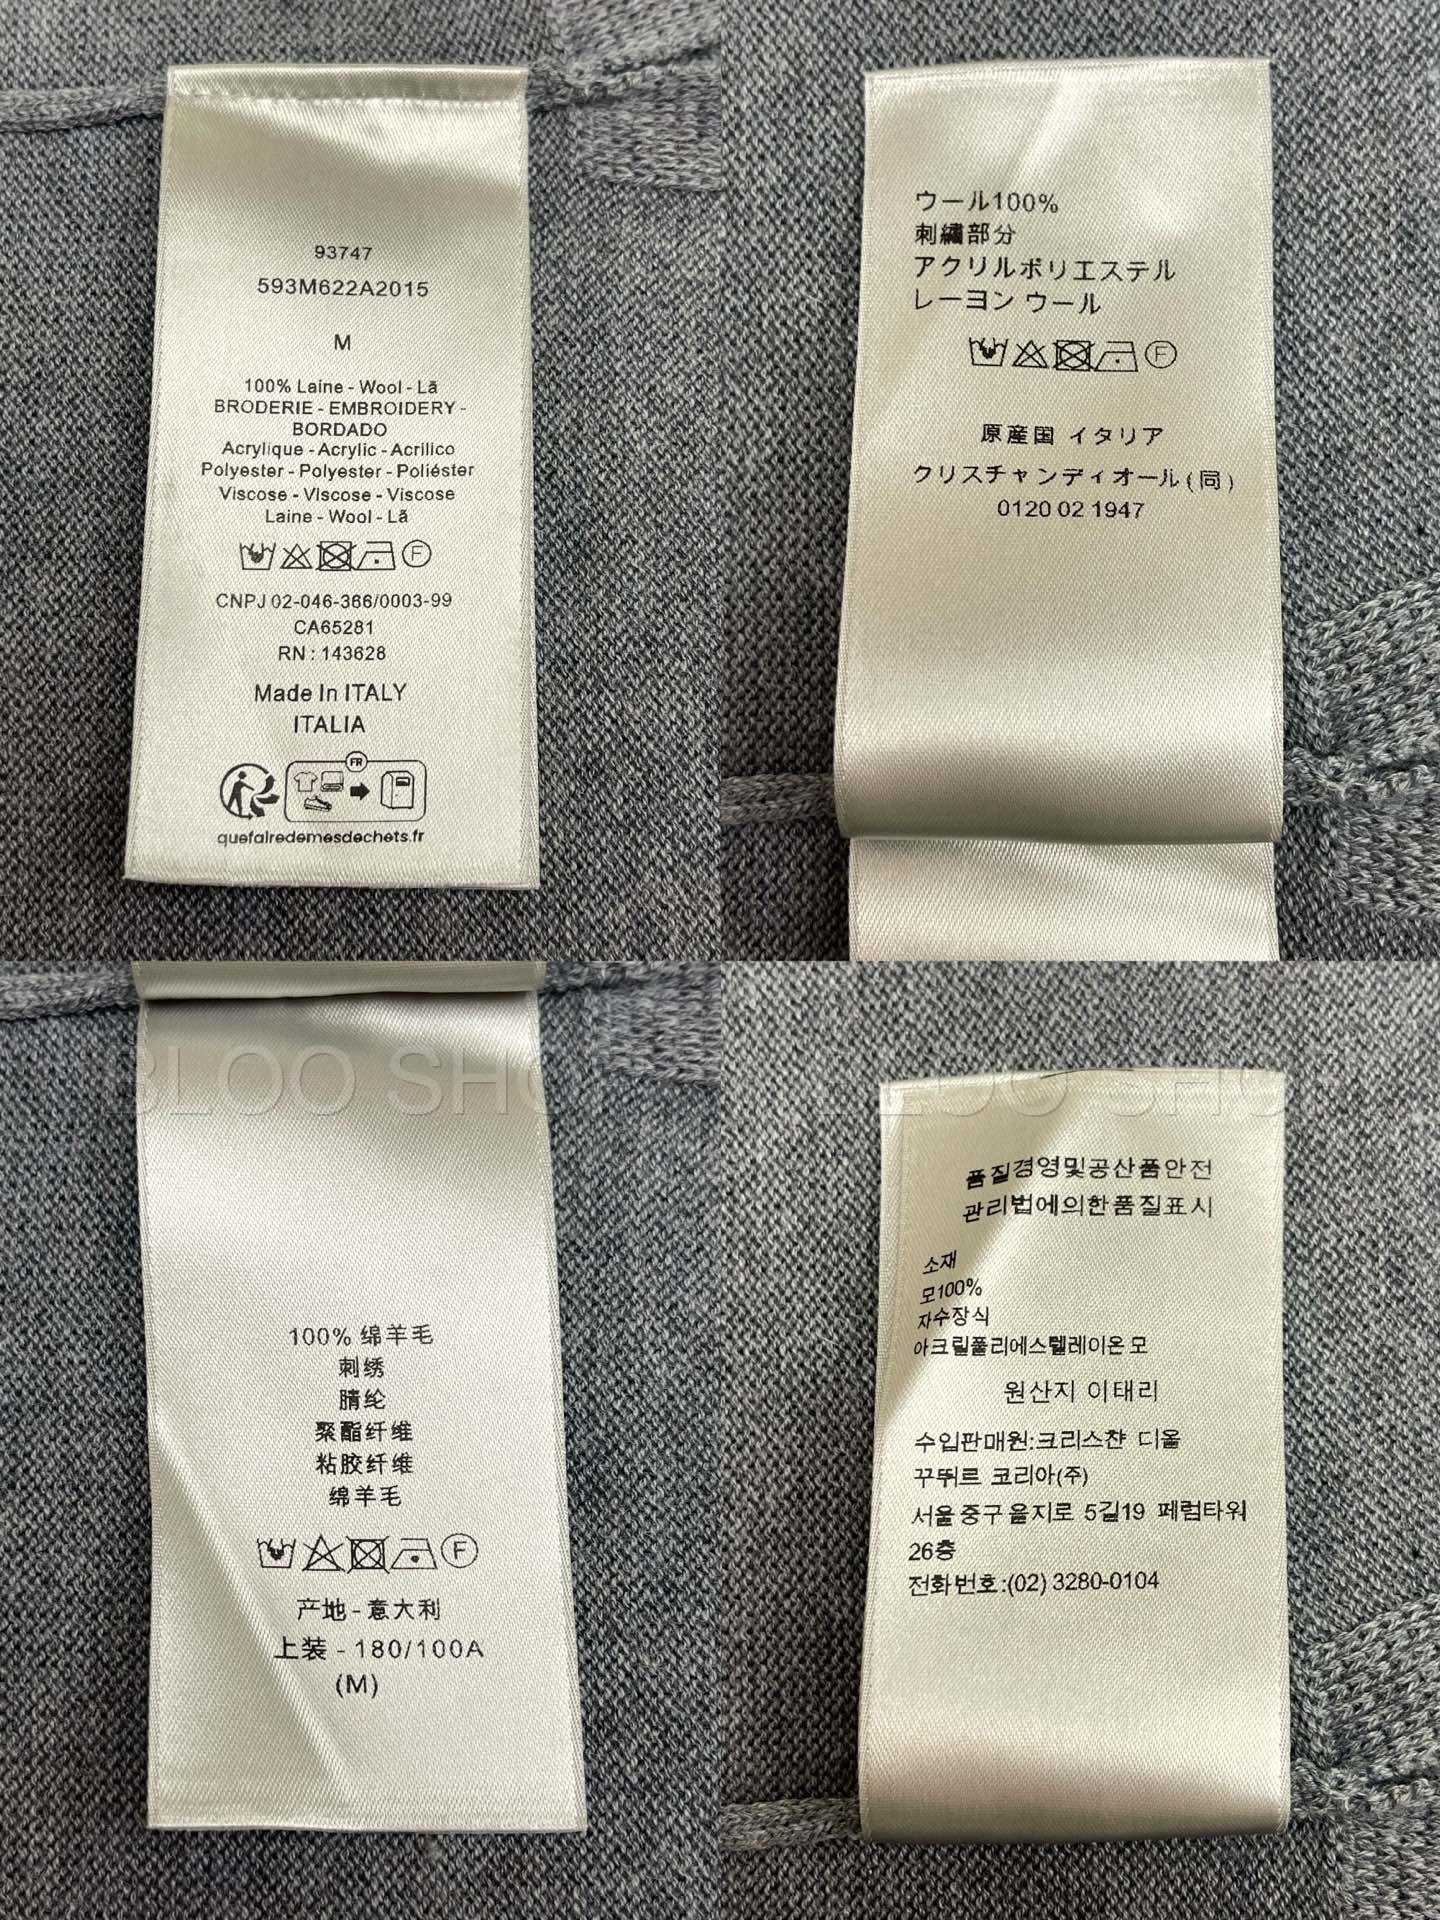 93747
593M622A2015
M
100% Laine - Wool - Lã
BRODERIE - EMBROIDERY -
BORDADO
Acrylique - Acrylic - Acrilico
Polyester - Polyester - Poliéster
Viscose - Viscose - Viscose
Laine - Wool - Lã
CNPJ 02-046-366/0003-99
CA65281
RN : 143628
Made In ITALY
ITALIA
FR
quefairedemesdechets.fr
ウール100%
刺繍部分
アクリルポリエステル
レーヨン ウール
F
原産国 イタリア
クリスチャンディオール(同)
0120 02 1947
BLOO SHOP
100% 绵羊毛
刺绣
腈纶
聚酯纤维
粘胶纤维
绵羊毛
F
产地 - 意大利
上装 - 180/100A
(M)
BLOO SHOP
품질경영및공산품안전
관리법에의한품질표시
소재
모100%
자수장식
아크릴폴리에스텔레이온 모
원산지 이태리
수입판매원:크리스챤 디올
꾸뛰르 코리아(주)
서울 중구 을지로 5길19 페럼타워
26층
전화번호:(02) 3280-0104